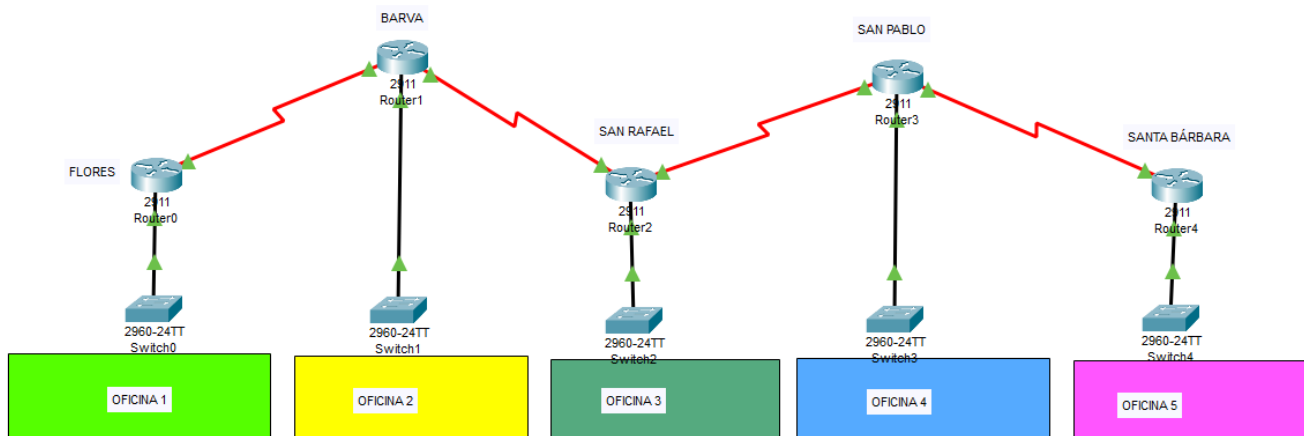 BARVA
2911
Router1
SAN PABLO
2911
Router3
SAN RAFAEL
2911
Router2
SANTA BÁRBARA
2911
Router4
FLORES
2911
Router0
2960-24TT
Switch0
2960-24TT
Switch1
2960-24TT
Switch2
2960-24TT
Switch3
2960-24TT
Switch4
OFICINA 1
OFICINA 2
OFICINA 3
OFICINA 4
OFICINA 5